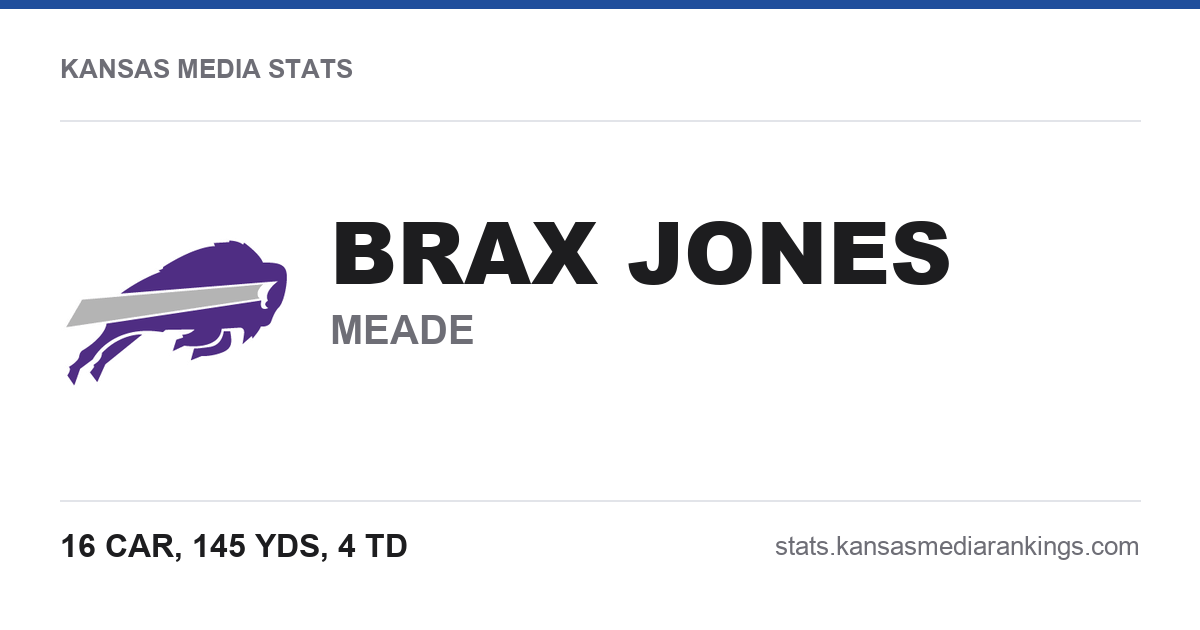 KANSAS MEDIA STATS
BRAX JONES
MEADE
16 CAR, 145 YDS, 4 TD
stats.kansasmediarankings.com